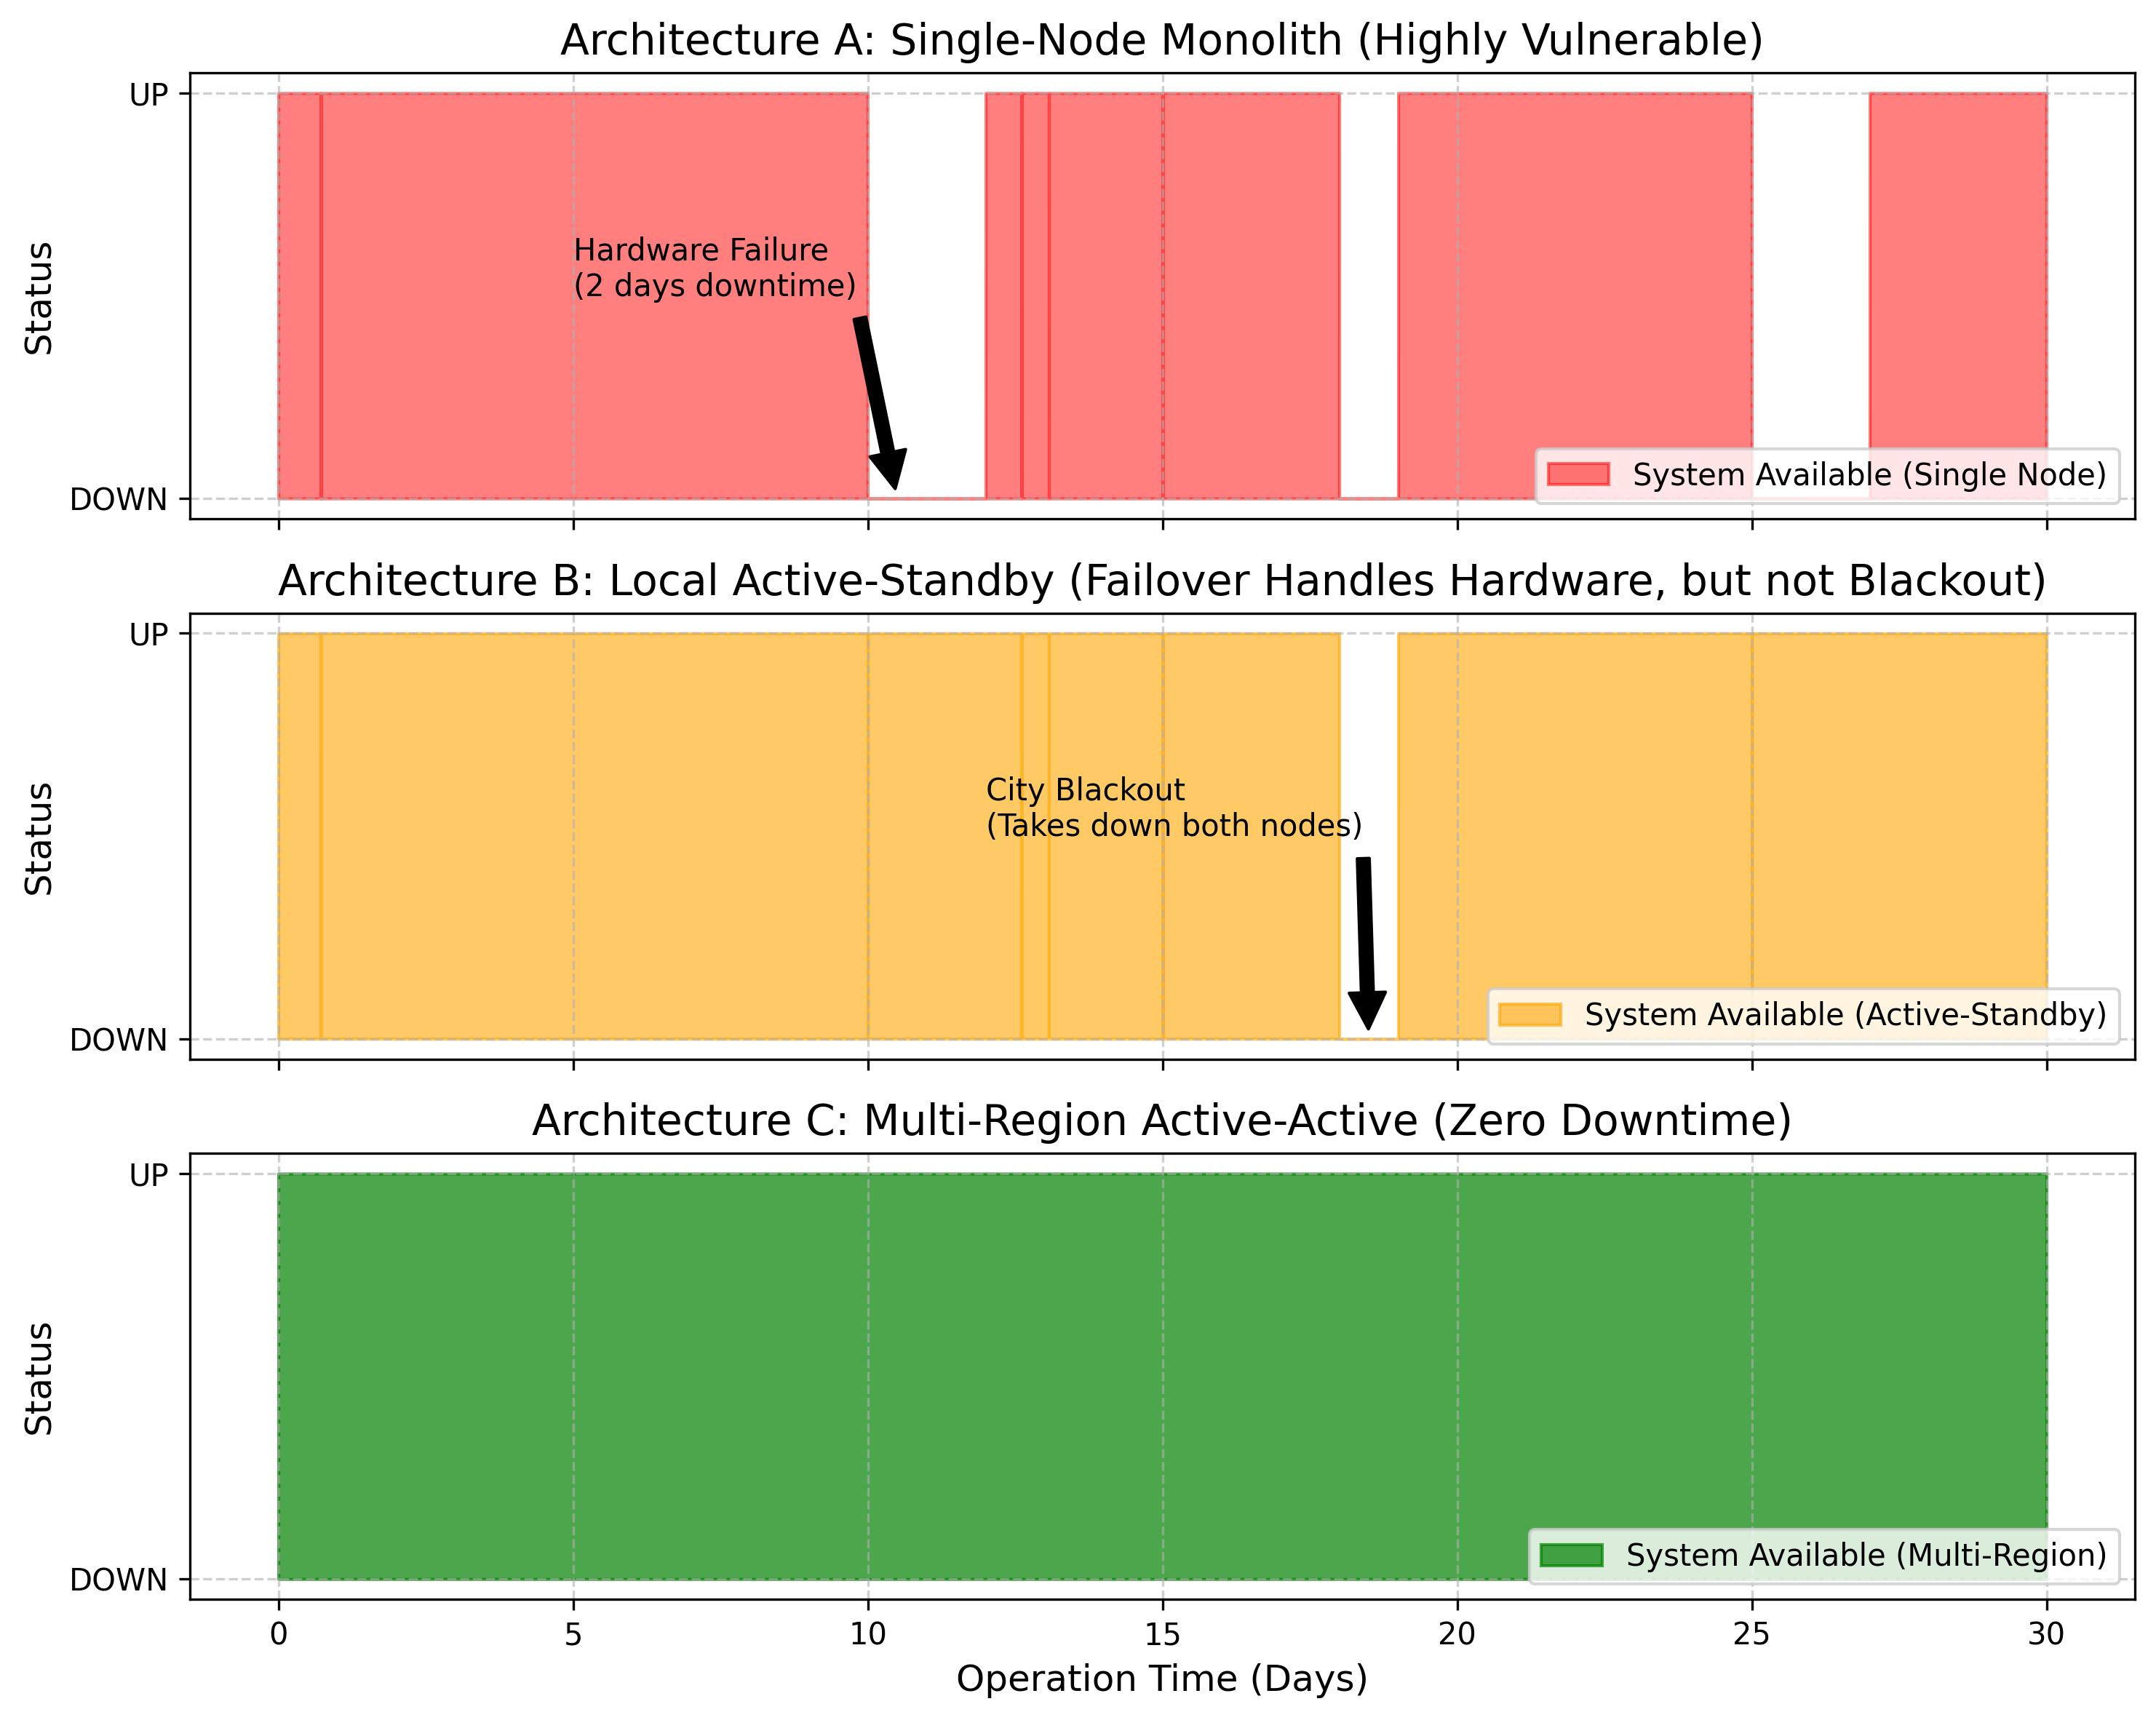 Architecture A: Single-Node Monolith (Highly Vulnerable)
UP
Status
DOWN
Hardware Failure
(2 days downtime)
System Available (Single Node)
Architecture B: Local Active-Standby (Failover Handles Hardware, but not Blackout)
UP
Status
DOWN
City Blackout
(Takes down both nodes)
System Available (Active-Standby)
Architecture C: Multi-Region Active-Active (Zero Downtime)
UP
Status
DOWN
System Available (Multi-Region)
0 5 10 15 20 25 30
Operation Time (Days)